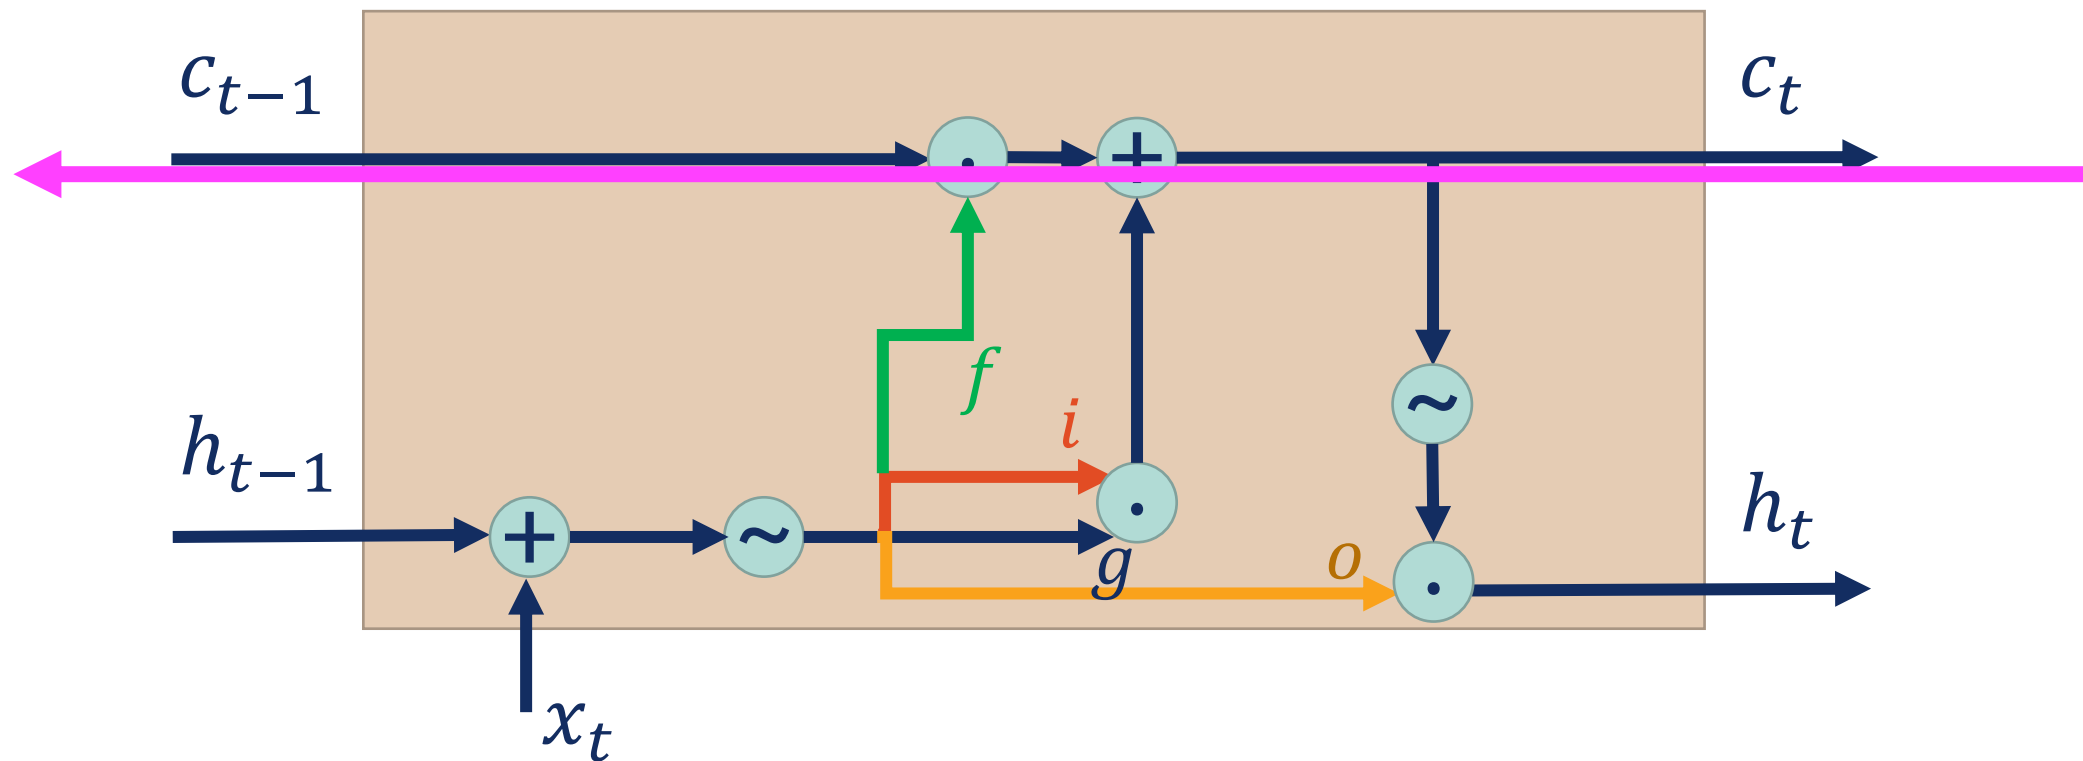 c_{t−1}
c_t
.
+
f
i
~
h_{t−1}
h_t
.
+
~
g
o
.
x_t